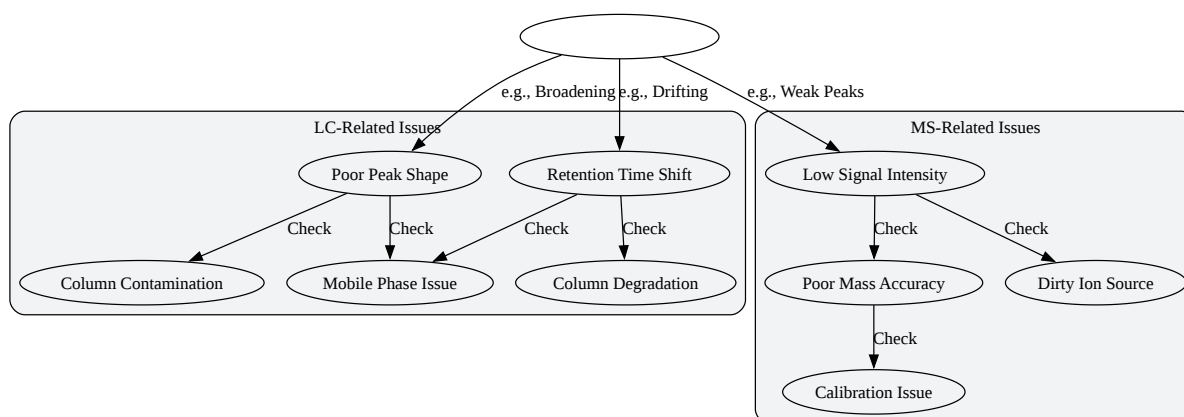 e.g., Broadening
e.g., Drifting
e.g., Weak Peaks
LC-Related Issues
MS-Related Issues
Poor Peak Shape
Retention Time Shift
Low Signal Intensity
Check
Check
Check
Check
Check
Check
Column Contamination
Mobile Phase Issue
Column Degradation
Poor Mass Accuracy
Dirty Ion Source
Check
Calibration Issue